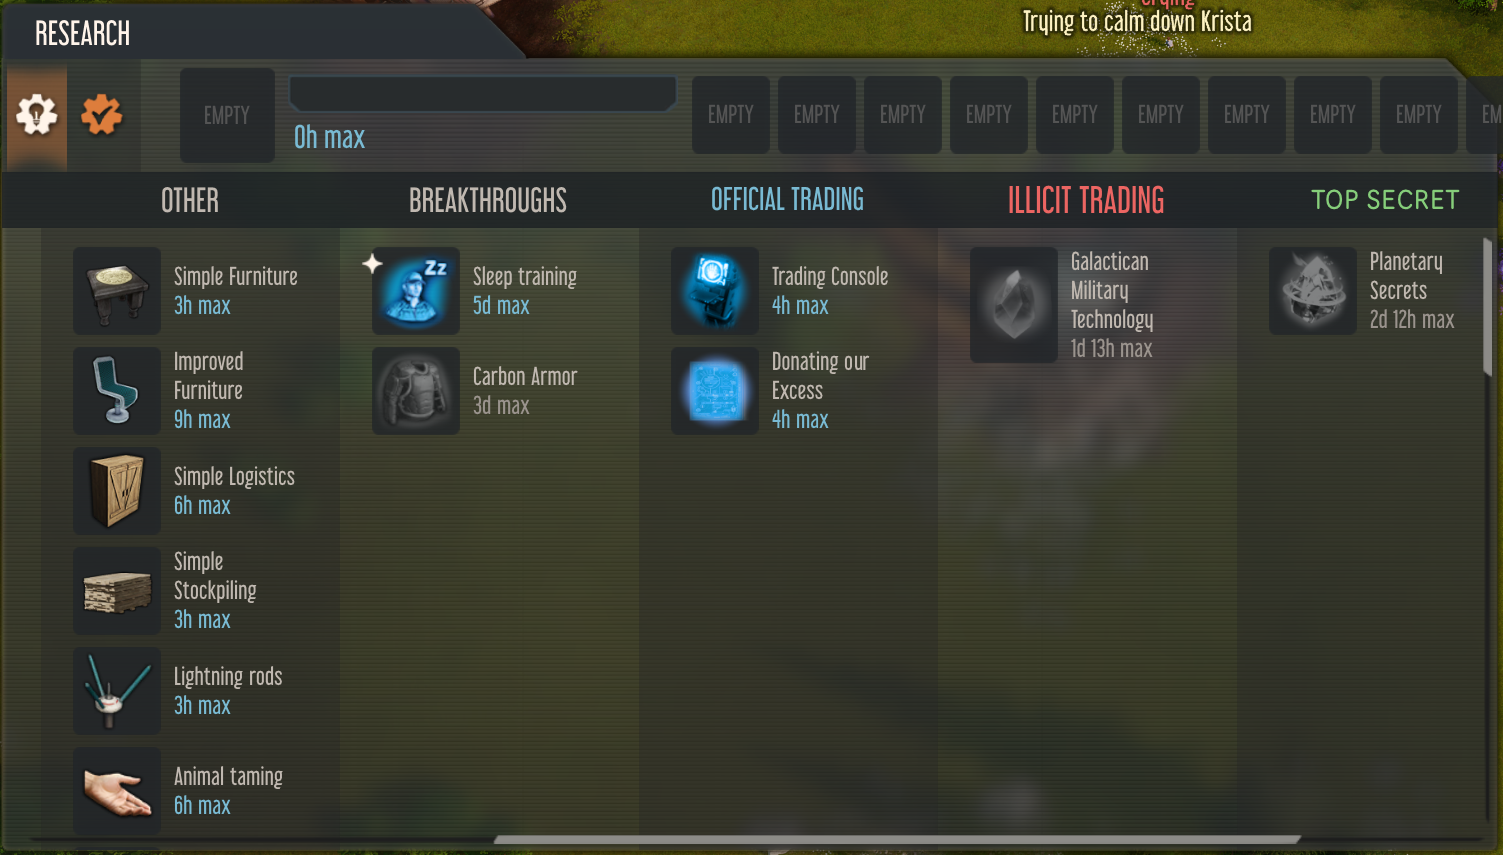 crying
Trying to calm down Krista
RESEARCH
EMPTY
0h max
EMPTY
EMPTY
EMPTY
EMPTY
EMPTY
EMPTY
EMPTY
EMPTY
EMPTY
EM
OTHER
BREAKTHROUGHS
OFFICIAL TRADING
ILLICIT TRADING
TOP SECRET
Simple Furniture
3h max
Improved
Furniture
9h max
Simple Logistics
6h max
Simple
Stockpiling
3h max
Lightning rods
3h max
Animal taming
6h max
Zz
Sleep training
5d max
Carbon Armor
3d max
Trading Console
4h max
Donating our
Excess
4h max
Galactican
Military
Technology
1d 13h max
Planetary
Secrets
2d 12h max